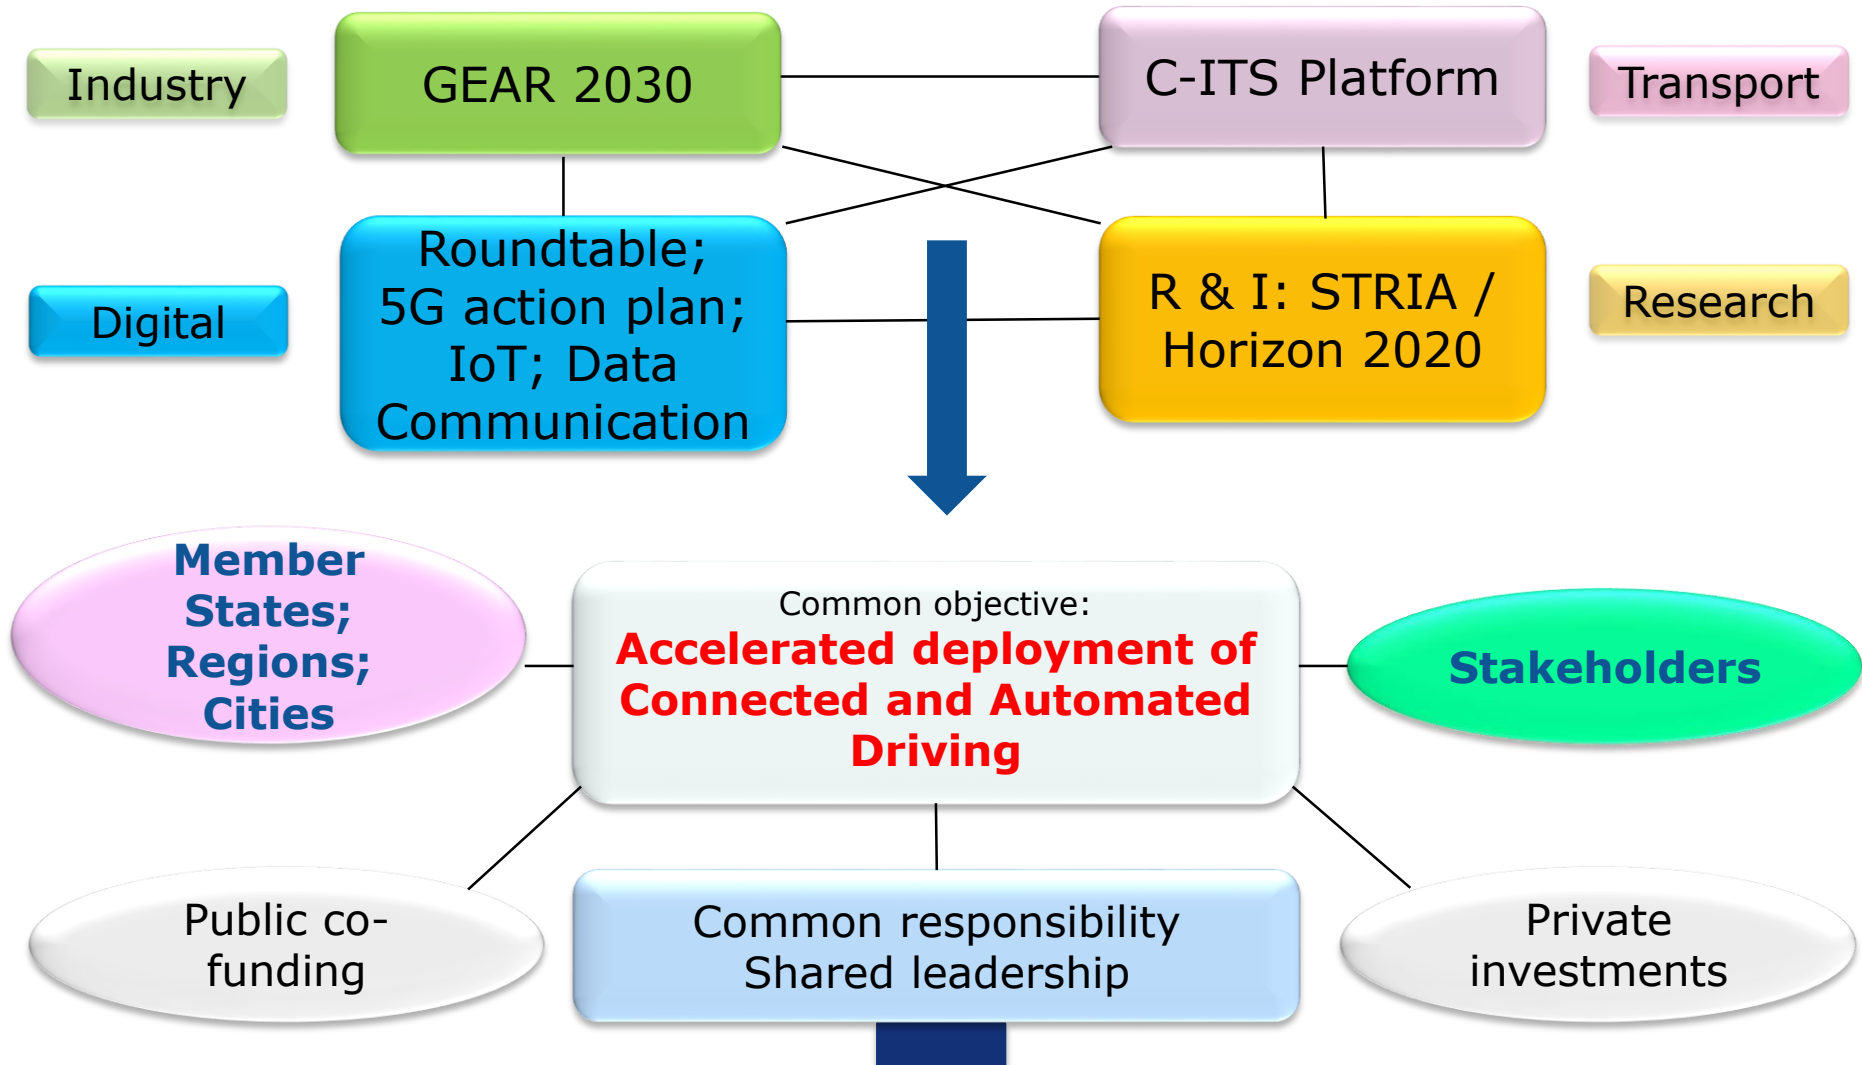 Industry
GEAR 2030
C-ITS Platform
Transport
Digital
Roundtable;
5G action plan;
IoT; Data
Communication
R & I: STRIA /
Horizon 2020
Research
Member
States;
Regions;
Cities
Common objective:
Accelerated deployment of
Connected and Automated
Driving
Stakeholders
Public co-
funding
Common responsibility
Shared leadership
Private
investments